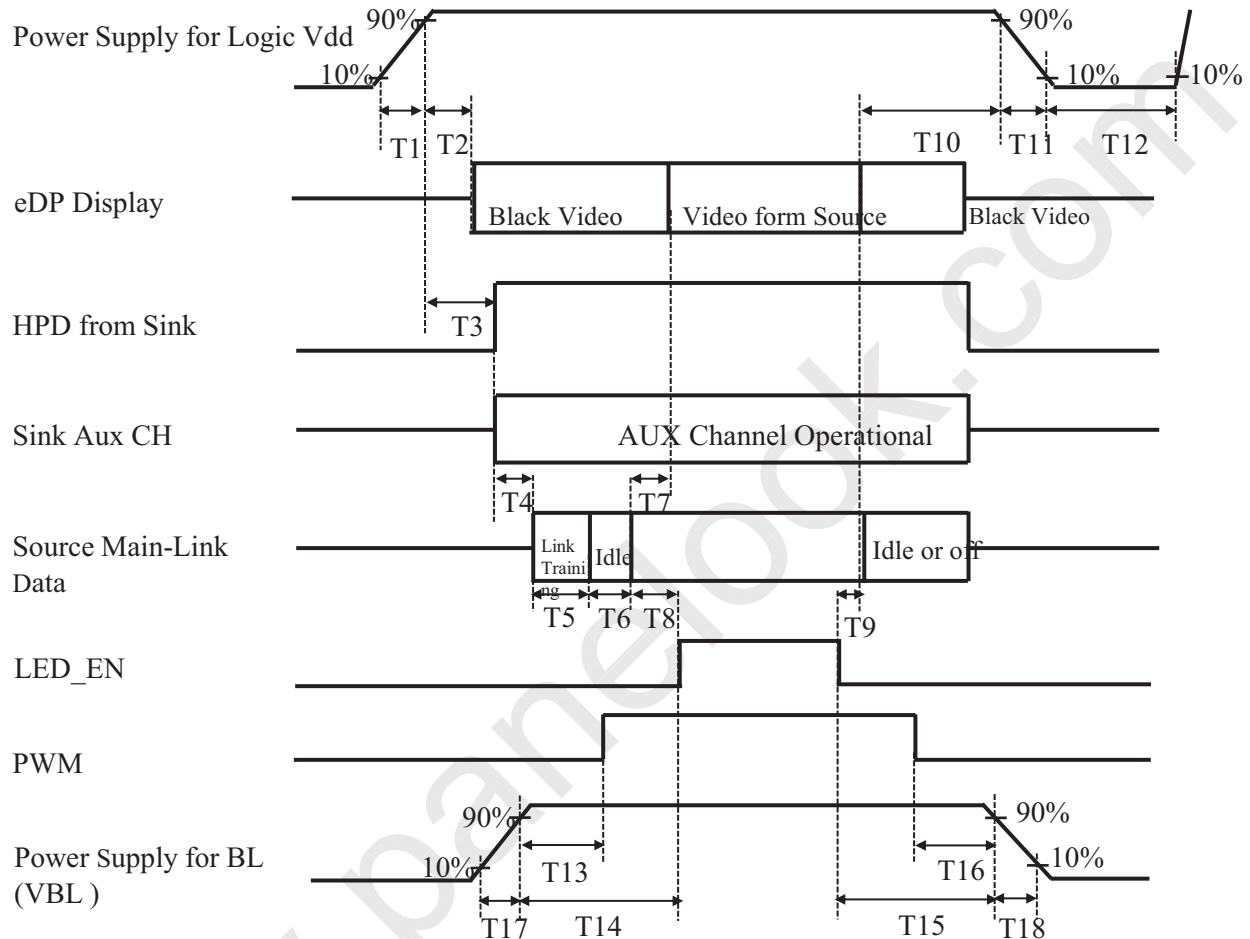 Power Supply for Logic Vdd
90%
10%
90%
10%
10%
T1
T2
T10
T11
T12
eDP Display
Black Video
Video form Source
Black Video
HPD from Sink
T3
Sink Aux CH
AUX Channel Operational
T4
T7
Source Main-Link
Data
Link
Traini
ng
Idle
Idle or off
T5
T6
T8
T9
LED_EN
PWM
Power Supply for BL
(VBL )
90%
10%
90%
10%
T13
T16
T17
T14
T15
T18
panelook.com